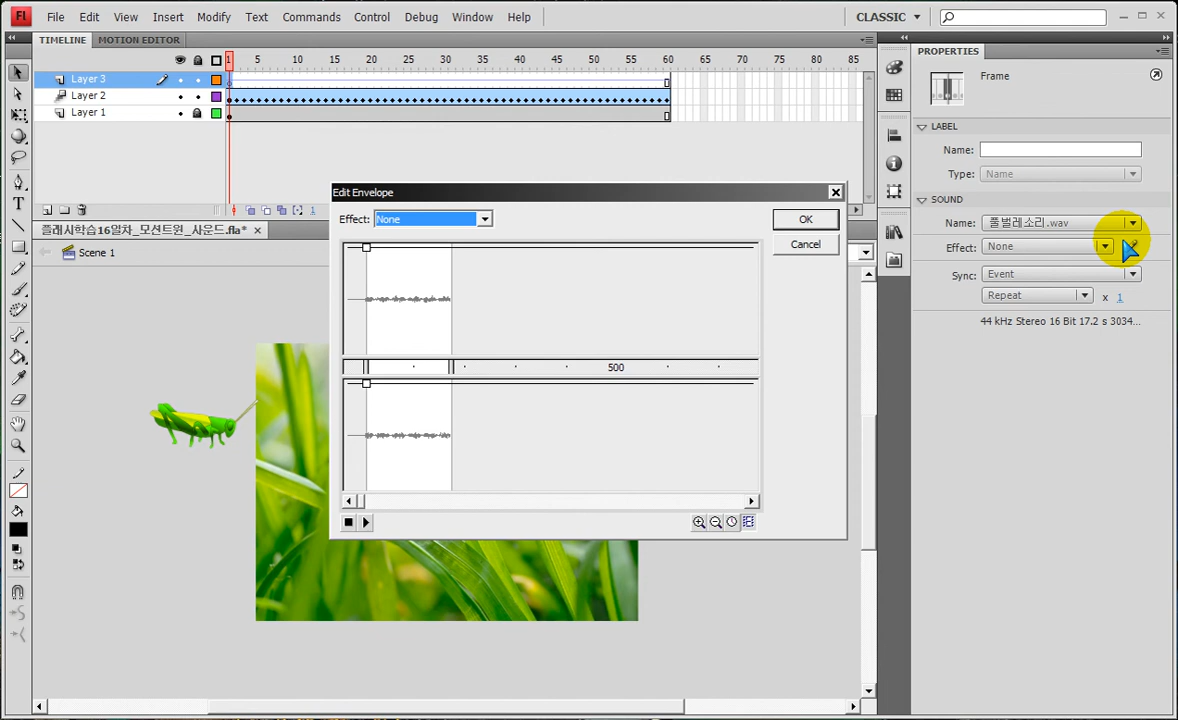 Fl File Edit View Insert Modify Text Commands Control Debug Window Help CLASSIC
TIMELINE MOTION EDITOR
1 5 10 15 20 25 30 35 40 45 50 55 60 65 70 75 80 85
Layer 3
Layer 2
Layer 1
1
플래시학습16일차_모션트윈_사운드.fla*
Scene 1
Edit Envelope
Effect: None
OK
Cancel
500
PROPERTIES
Frame
LABEL
Name:
Type: Name
SOUND
Name: 풀벌레소리.wav
Effect: None
Sync: Event
Repeat x 1
44 kHz Stereo 16 Bit 17.2 s 3034...